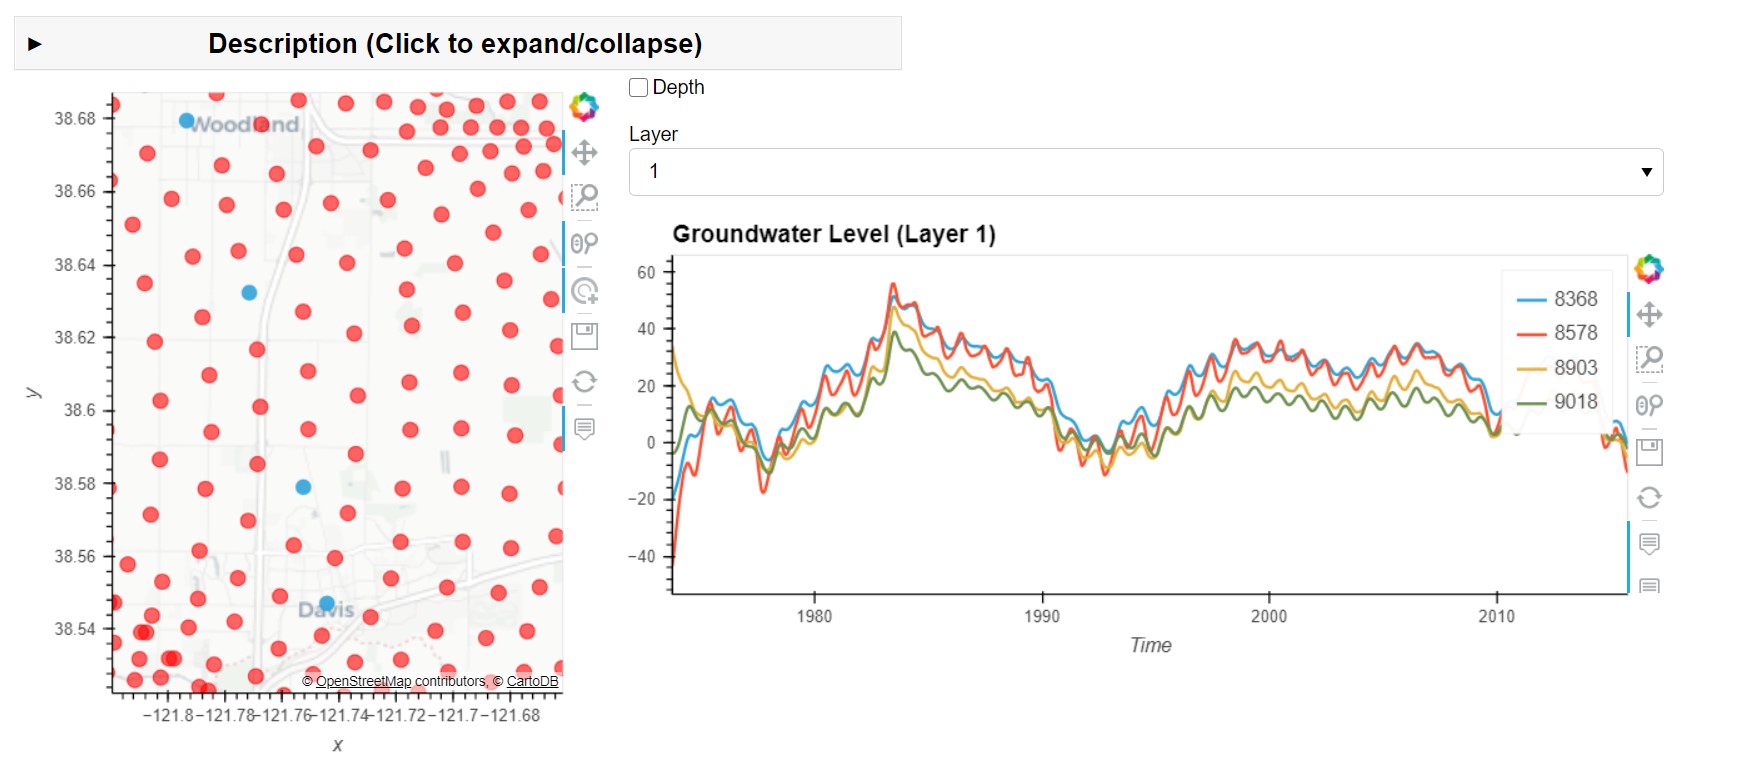 ► Description (Click to expand/collapse)
Depth
Layer
1
Woodland
Davis
38.68
38.66
38.64
38.62
38.6
38.58
38.56
38.54
y
© OpenStreetMap contributors, © CartoDB
−121.8 −121.78 −121.76 −121.74 −121.72 −121.7 −121.68
x
Groundwater Level (Layer 1)
60
40
20
0
−20
−40
8368
8578
8903
9018
1980 1990 2000 2010
Time